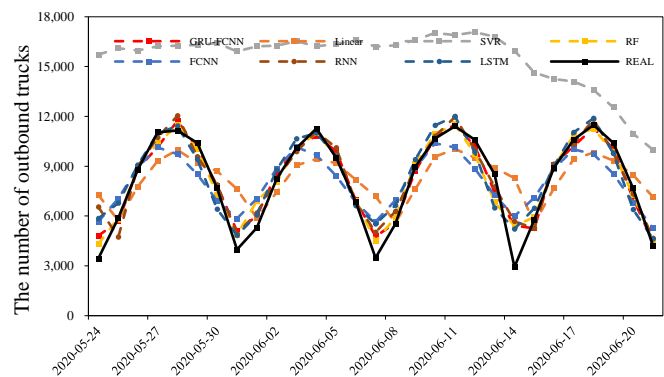 18,000
GRU-FCNN Linear SVR RF
FCNN RNN LSTM REAL
15,000
12,000
9,000
6,000
3,000
0
The number of outbound trucks
2020-05-24 2020-05-27 2020-05-30 2020-06-02 2020-06-05 2020-06-08 2020-06-11 2020-06-14 2020-06-17 2020-06-20